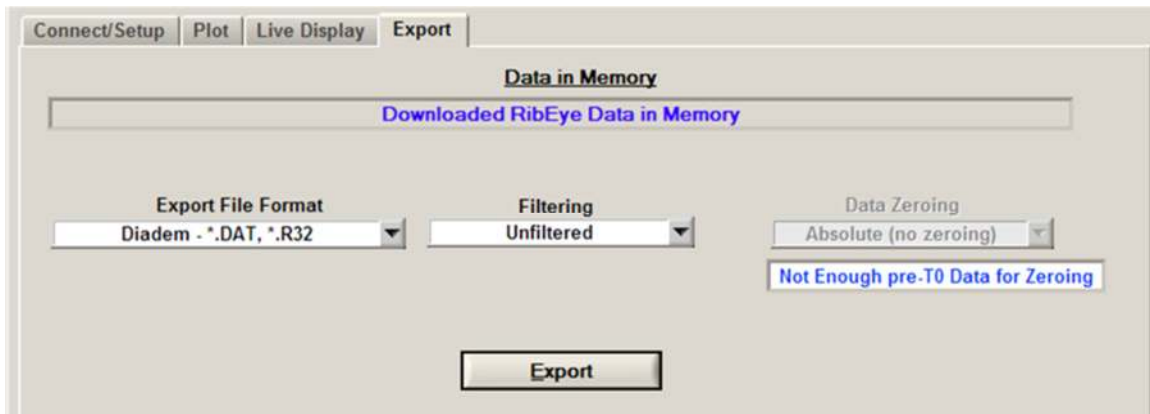 Connect/Setup Plot Live Display Export
Data in Memory
Downloaded RibEye Data in Memory
Export File Format Filtering Data Zeroing
Diadem - *.DAT, *.R32 Unfiltered Absolute (no zeroing)
Not Enough pre-T0 Data for Zeroing
Export